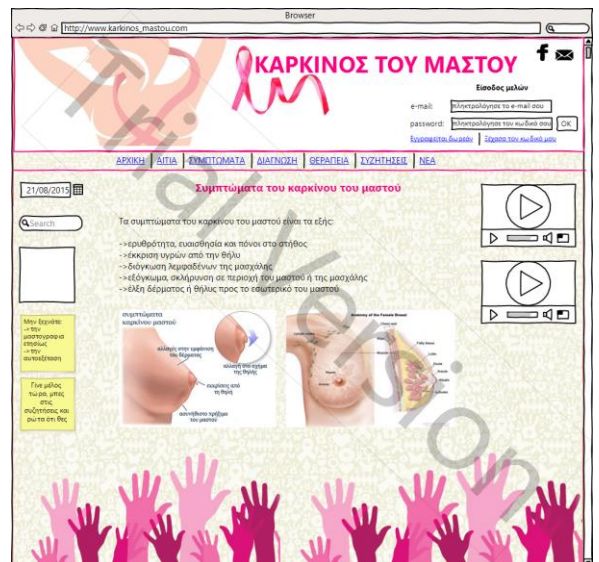 Browser
http://www.karkinos_mastou.com
ΚΑΡΚΙΝΟΣ ΤΟΥ ΜΑΣΤΟΥ
Είσοδος μελών
e-mail:
πληκτρολόγησε το e-mail σου
password:
πληκτρολόγησε τον κωδικό σου
OK
Εγγραφείται δωρεάν
Ξέχασα τον κωδικό μου
ΑΡΧΙΚΗ
ΑΙΤΙΑ
ΣΥΜΠΤΩΜΑΤΑ
ΔΙΑΓΝΩΣΗ
ΘΕΡΑΠΕΙΑ
ΣΥΖΗΤΗΣΕΙΣ
ΝΕΑ
21/08/2015
Συμπτώματα του καρκίνου του μαστού
Search
Τα συμπτώματα του καρκίνου του μαστού είναι τα εξής:
->ερυθρότητα, ευαισθησία και πόνοι στο στήθος
->έκκριση υγρών από την θήλυ
->διόγκωση λεμφαδένων της μασχάλης
->εξόγκωμα, σκλήρυνση σε περιοχή του μαστού ή της μασχάλης
->έλξη δέρματος ή θήλυς προς το εσωτερικό του μαστού
Μην ξεχνάτε:
-> την
μαστογραφία
ετησίως
-> την
αυτοεξέταση
Γίνε μέλος
τώρα, μπες
στις
συζητήσεις και
ρώτα ότι θες
συμπτώματα
καρκίνου μαστού
αλλαγές στην εμφάνιση
του δέρματος
αλλαγή στο σχήμα
της θηλής
εκκρίσεις από
τη θηλή
ασυνήθιστο πρήξιμο
του μαστού
Anatomy of the Female Breast
Trial Version